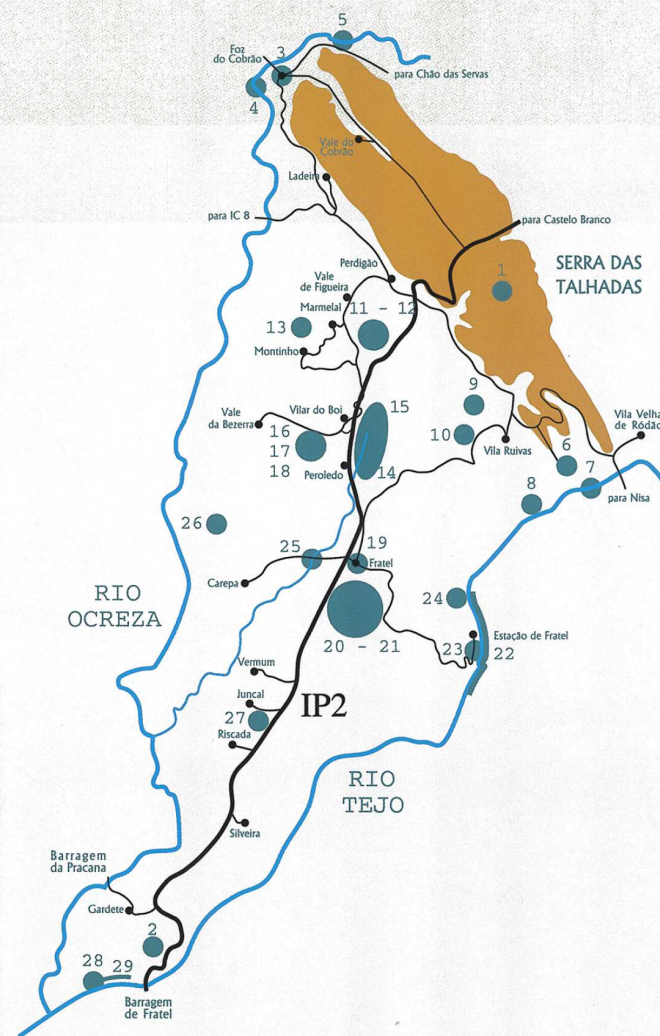 5
Foz
do Cobrão
3
para Chão das Servas
4
Vale do
Cobrão
Ladeira
para IC 8
para Castelo Branco
SERRA DAS
TALHADAS
Perdigão
1
Vale
de Figueira
Marmelal
11 - 12
13
Montinho
9
15
Vale
da Bezerra
Vilar do Boi
16
17
18
10
Vila Ruivas
Vila Velha
de Ródão
6
7
Peroledo
14
8
para Nisa
26
25
19
Fratel
Carepa
RIO
OCREZA
24
20 - 21
Estação de Fratel
23
22
Vermum
Juncal
IP2
27
Riscada
RIO
TEJO
Silveira
Barragem
da Pracana
Gardete
2
28
29
Barragem
de Fratel